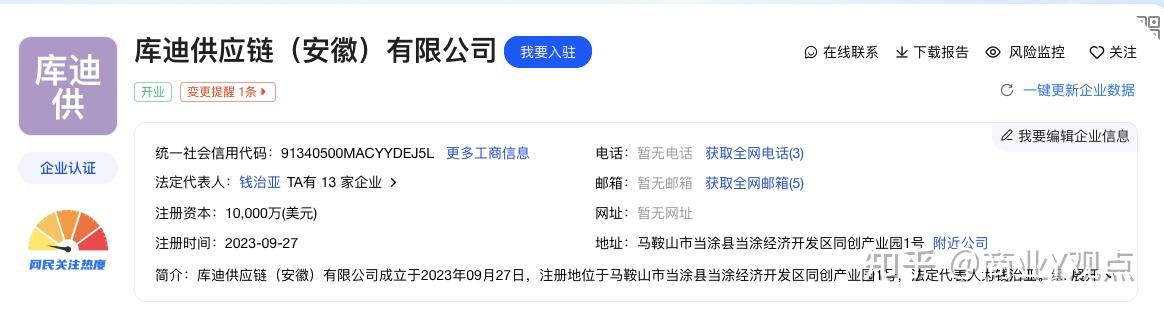 库迪供应链（安徽）有限公司 我要入驻
在线联系 下载报告 风险监控 关注
库迪
供
开业 变更提醒 1条
一键更新企业数据
我要编辑企业信息
企业认证
网民关注热度
统一社会信用代码：91340500MACYYDEJ5L 更多工商信息
电话：暂无电话 获取全网电话(3)
法定代表人：钱治亚 TA有 13 家企业
邮箱：暂无邮箱 获取全网邮箱(5)
注册资本：10,000万(美元)
网址：暂无网址
注册时间：2023-09-27
地址：马鞍山市当涂县当涂经济开发区同创产业园1号 附近公司
简介：库迪供应链（安徽）有限公司成立于2023年09月27日，注册地位于马鞍山市当涂县当涂经济开发区同创产业园1号，法定代表人为钱治亚。 展开
知乎 @商业Y观点